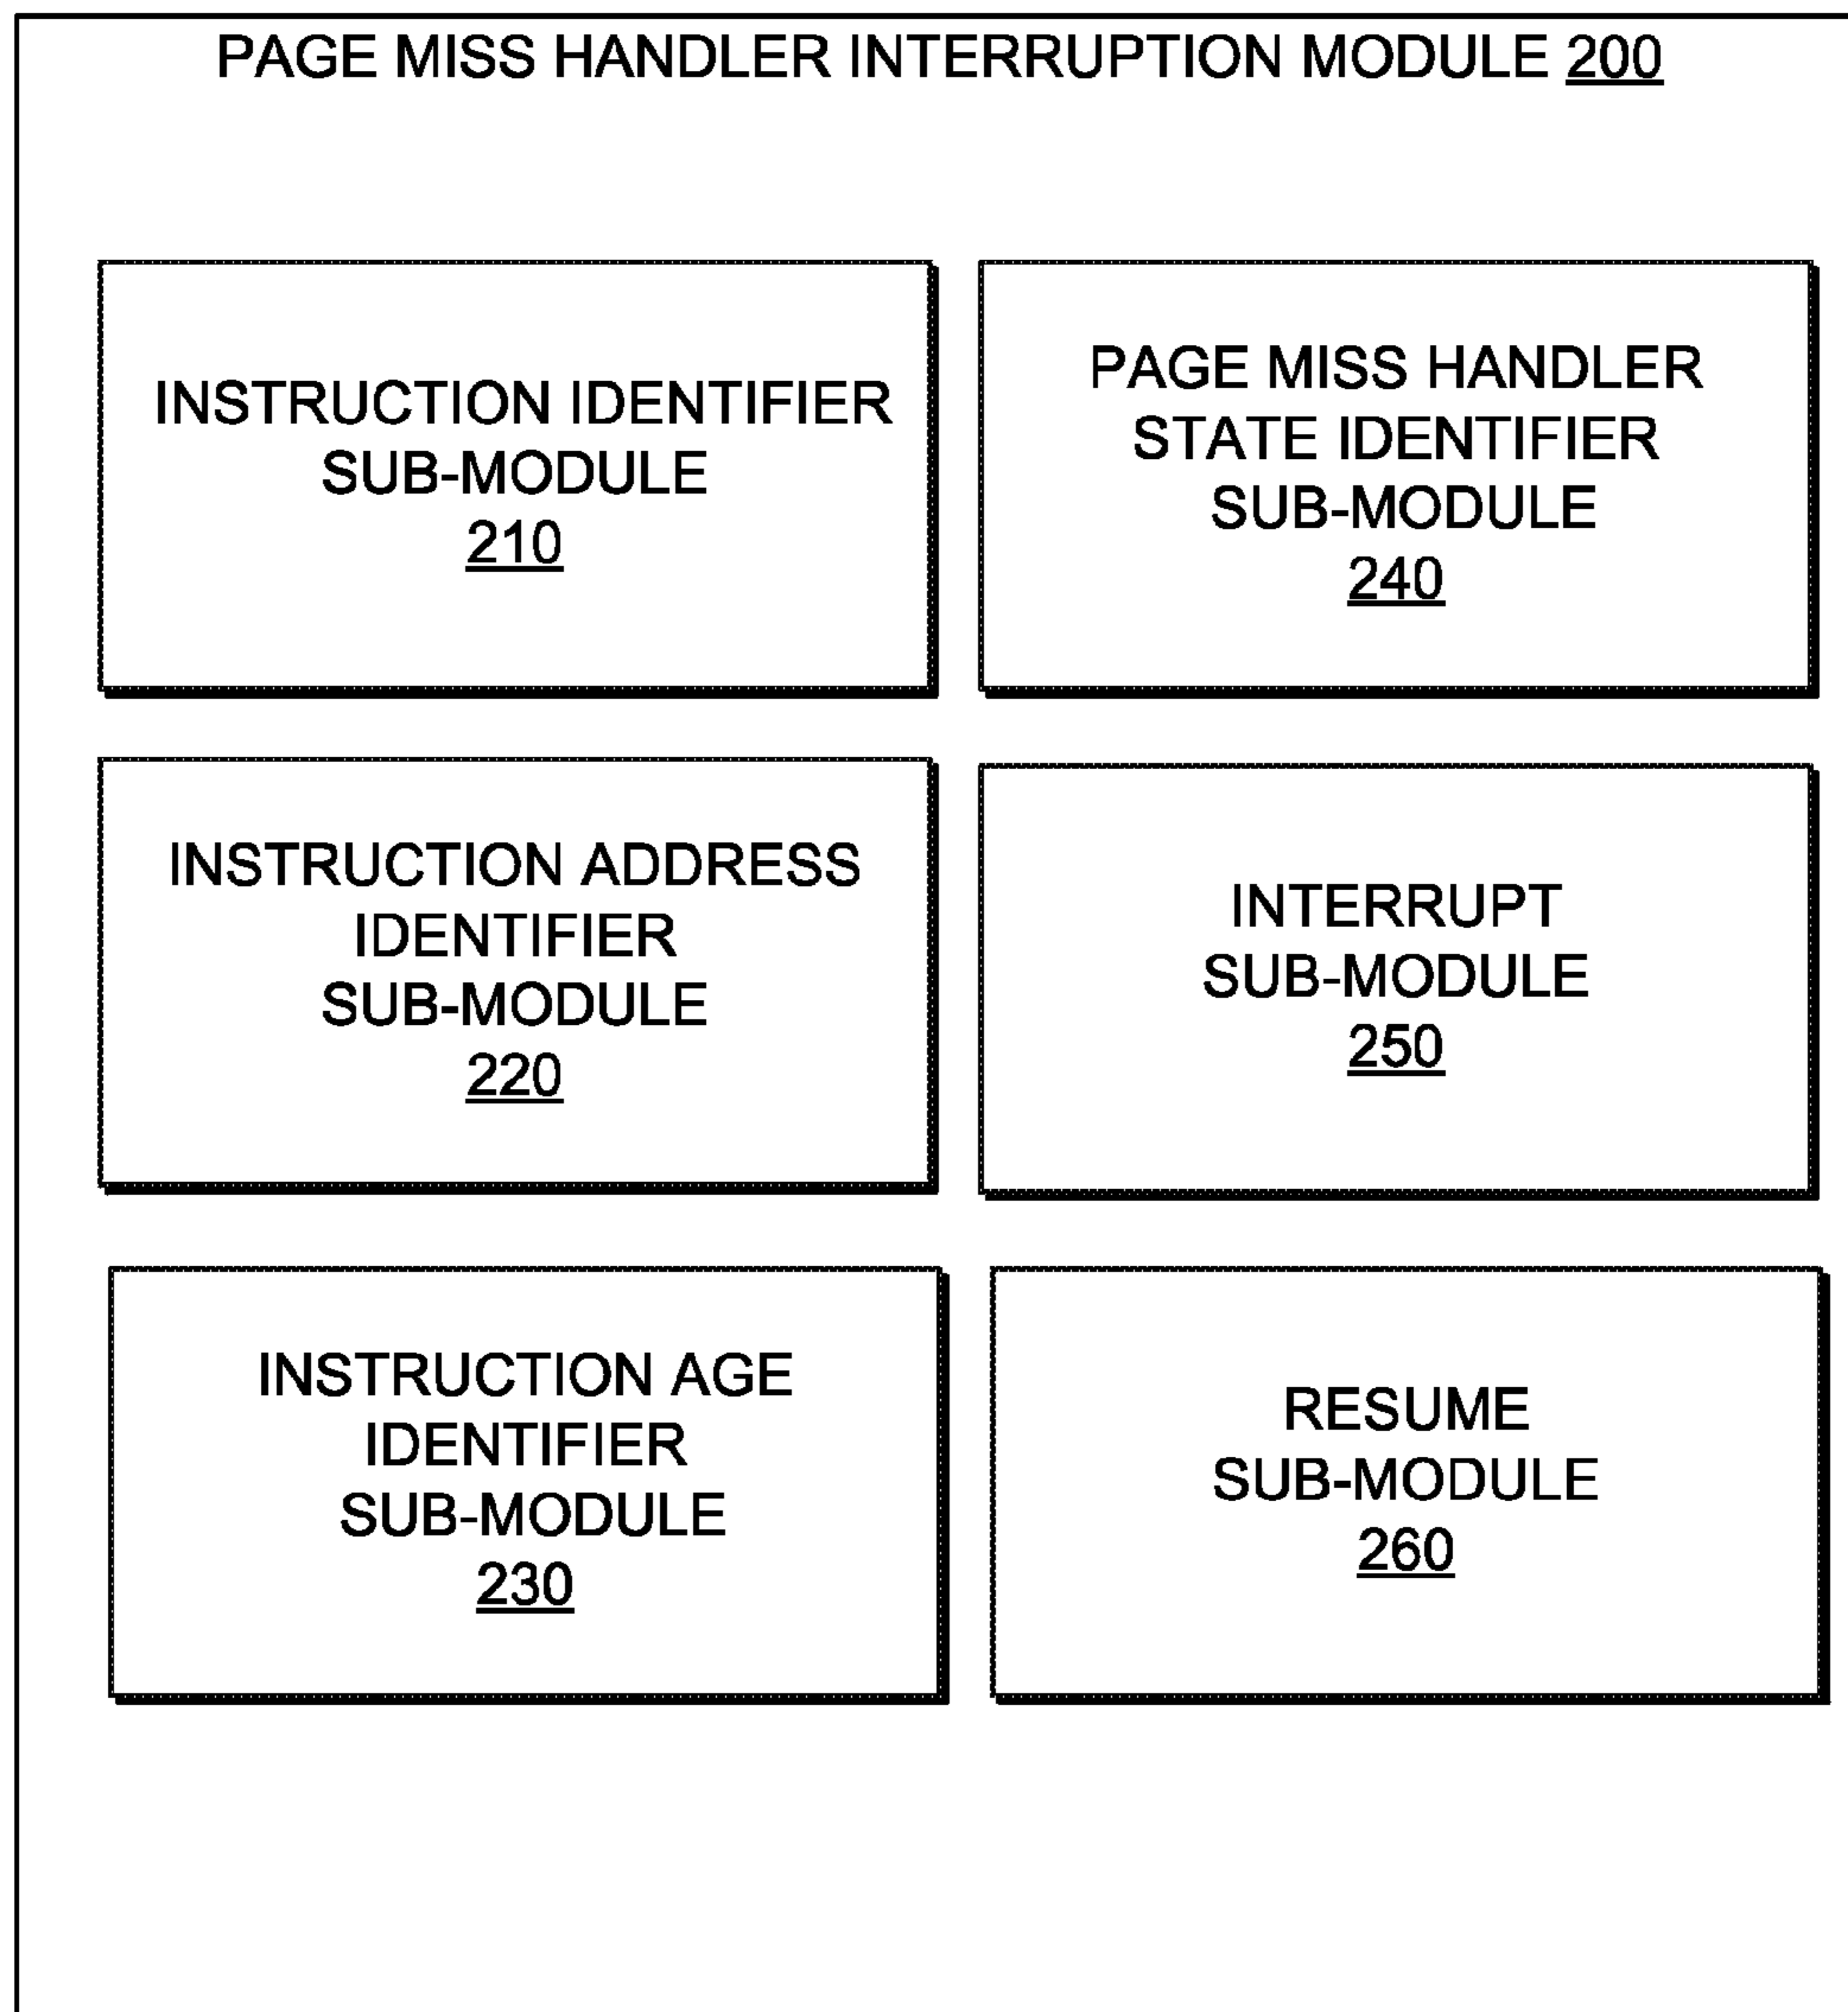 PAGE MISS HANDLER INTERRUPTION MODULE 200
INSTRUCTION IDENTIFIER
SUB-MODULE
210
PAGE MISS HANDLER
STATE IDENTIFIER
SUB-MODULE
240
INSTRUCTION ADDRESS
IDENTIFIER
SUB-MODULE
220
INTERRUPT
SUB-MODULE
250
INSTRUCTION AGE
IDENTIFIER
SUB-MODULE
230
RESUME
SUB-MODULE
260